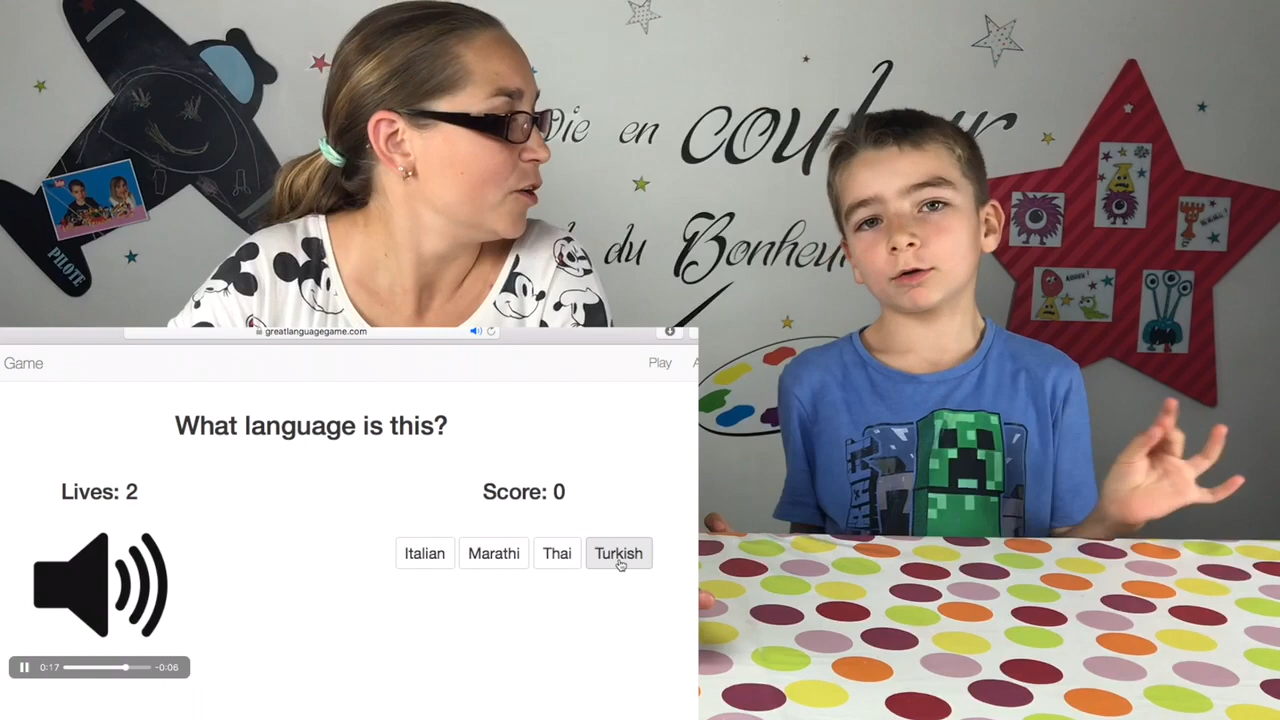 Vie en couleur
du Bonheur
PILOTE
greatlanguagegame.com
Game
Play
What language is this?
Lives: 2
Score: 0
Italian
Marathi
Thai
Turkish
0:17
-0:06